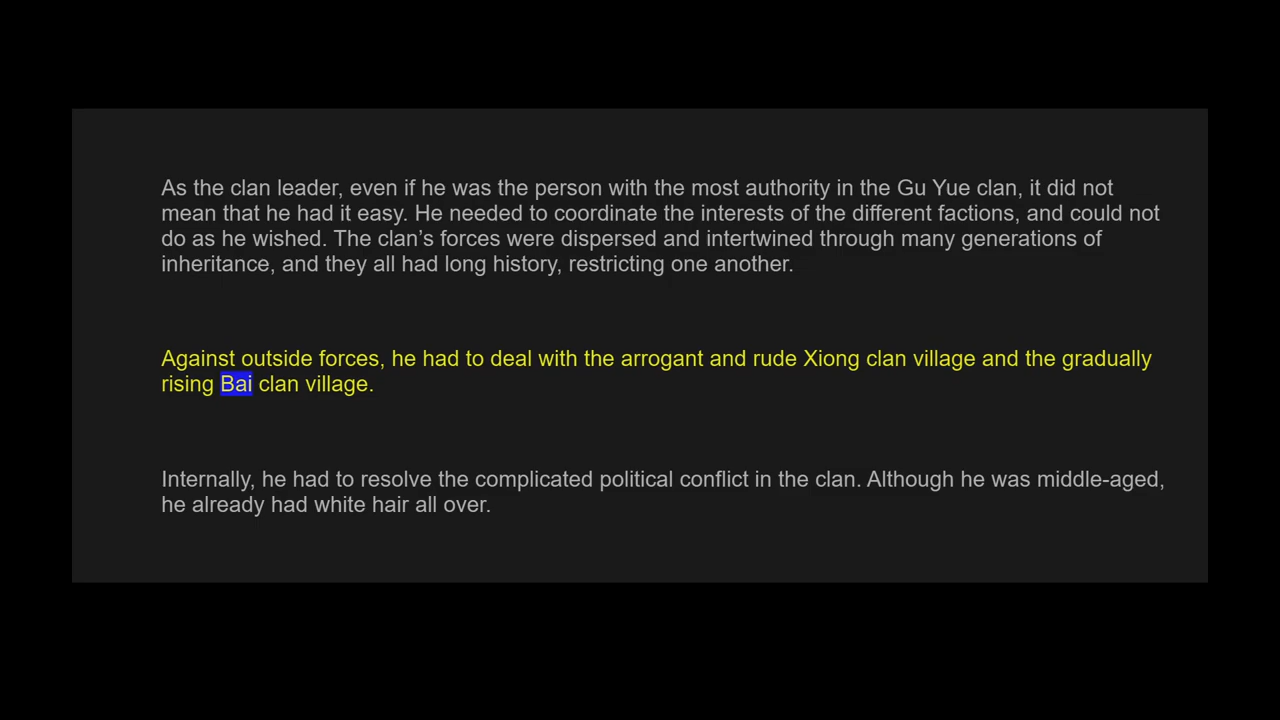 As the clan leader, even if he was the person with the most authority in the Gu Yue clan, it did not
mean that he had it easy. He needed to coordinate the interests of the different factions, and could not
do as he wished. The clan’s forces were dispersed and intertwined through many generations of
inheritance, and they all had long history, restricting one another.
Against outside forces, he had to deal with the arrogant and rude Xiong clan village and the gradually
rising Bai clan village.
Internally, he had to resolve the complicated political conflict in the clan. Although he was middle-aged,
he already had white hair all over.